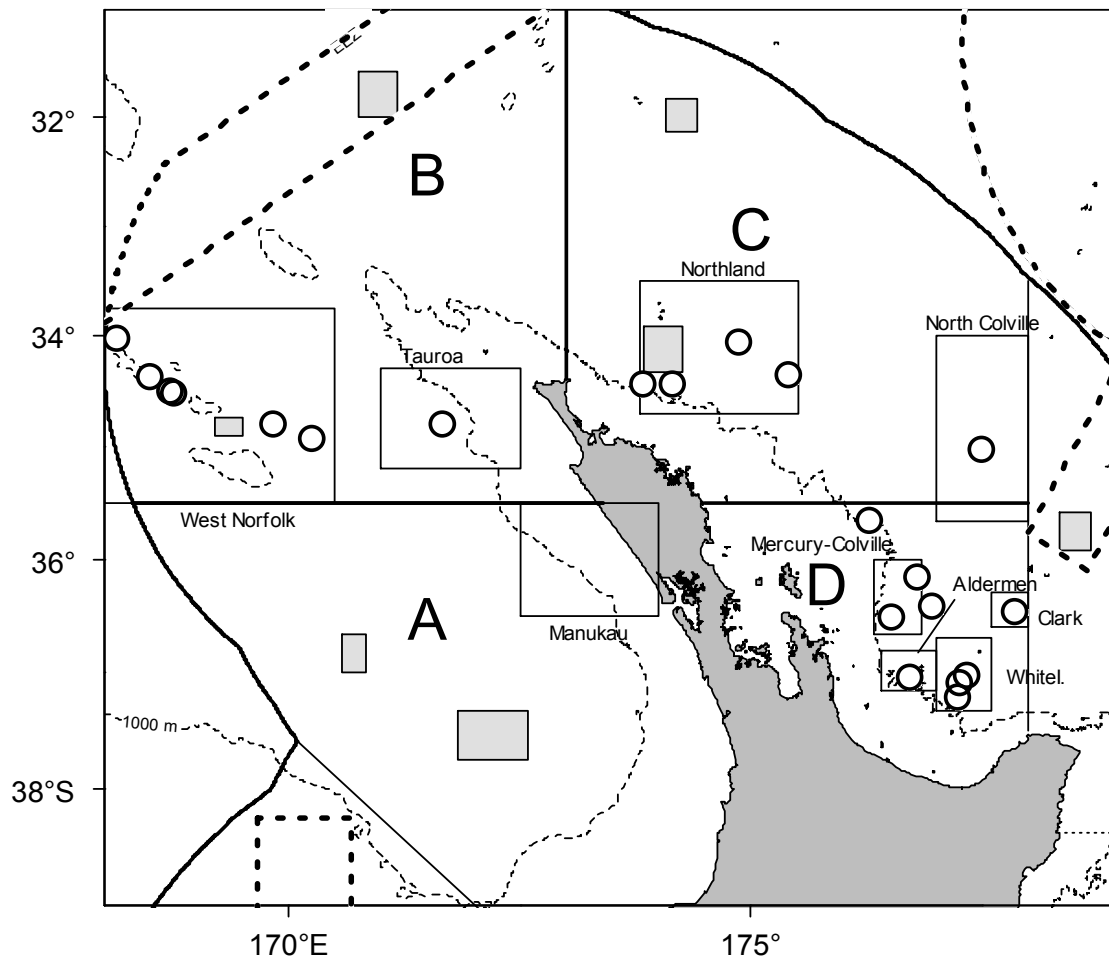 EEZ
32°
B
C
Northland
34°
North Colville
Tauroa
West Norfolk
Mercury-Colville
36°
D
Aldermen
A
Clark
Manukau
Whitel.
1000 m
38°S
170°E
175°